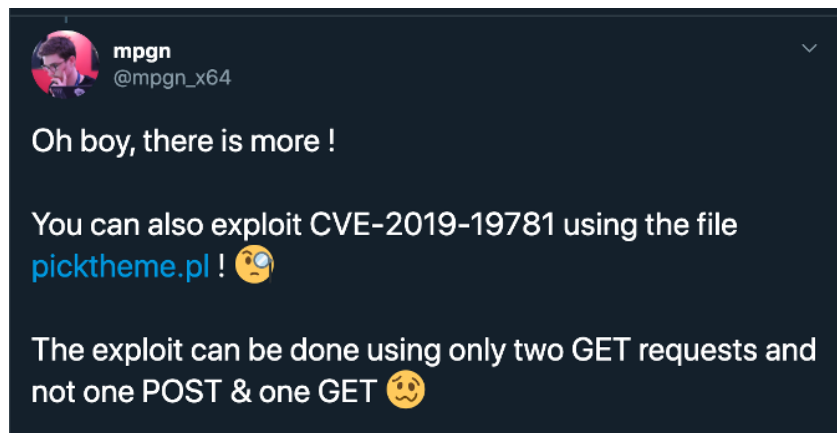 mpgn
@mpgn_x64
Oh boy, there is more !
You can also exploit CVE-2019-19781 using the file
picktheme.pl ! 🧐
The exploit can be done using only two GET requests and
not one POST & one GET 🥴